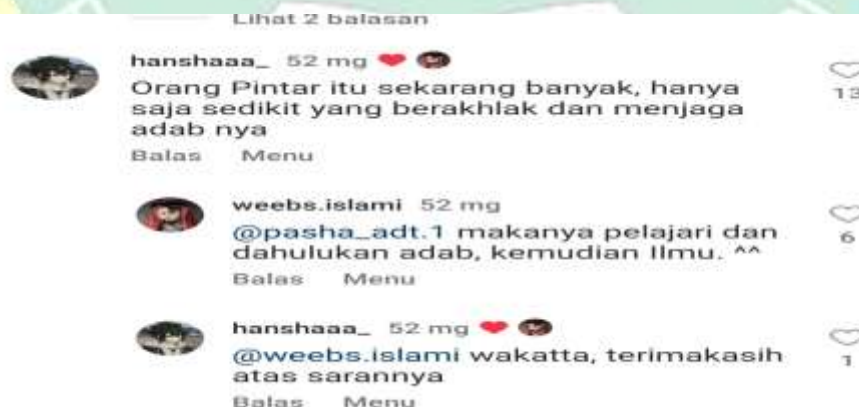 Lihat 2 balasan
hanshaaa_ 52 mg
Orang Pintar itu sekarang banyak, hanya
saja sedikit yang berakhlak dan menjaga
adab nya
13
Balas Menu
weebs.islami 52 mg
@pasha_adt.1 makanya pelajari dan
dahulukan adab, kemudian Ilmu. ^^
6
Balas Menu
hanshaaa_ 52 mg
@weebs.islami wakatta, terimakasih
atas sarannya
1
Balas Menu